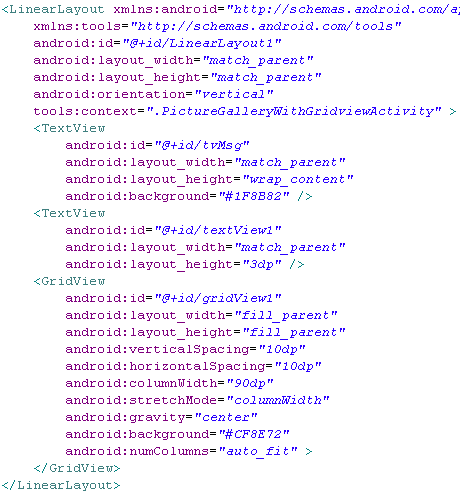 <LinearLayout xmlns:android="http://schemas.android.com/a
    xmlns:tools="http://schemas.android.com/tools"
    android:id="@+id/LinearLayout1"
    android:layout_width="match_parent"
    android:layout_height="match_parent"
    android:orientation="vertical"
    tools:context=".PictureGalleryWithGridviewActivity" >
    <TextView
        android:id="@+id/tvMsg"
        android:layout_width="match_parent"
        android:layout_height="wrap_content"
        android:background="#1F8B82" />
    <TextView
        android:id="@+id/textView1"
        android:layout_width="match_parent"
        android:layout_height="3dp" />
    <GridView
        android:id="@+id/gridView1"
        android:layout_width="fill_parent"
        android:layout_height="fill_parent"
        android:verticalSpacing="10dp"
        android:horizontalSpacing="10dp"
        android:columnWidth="90dp"
        android:stretchMode="columnWidth"
        android:gravity="center"
        android:background="#CF8E72"
        android:numColumns="auto_fit" >
    </GridView>
</LinearLayout>